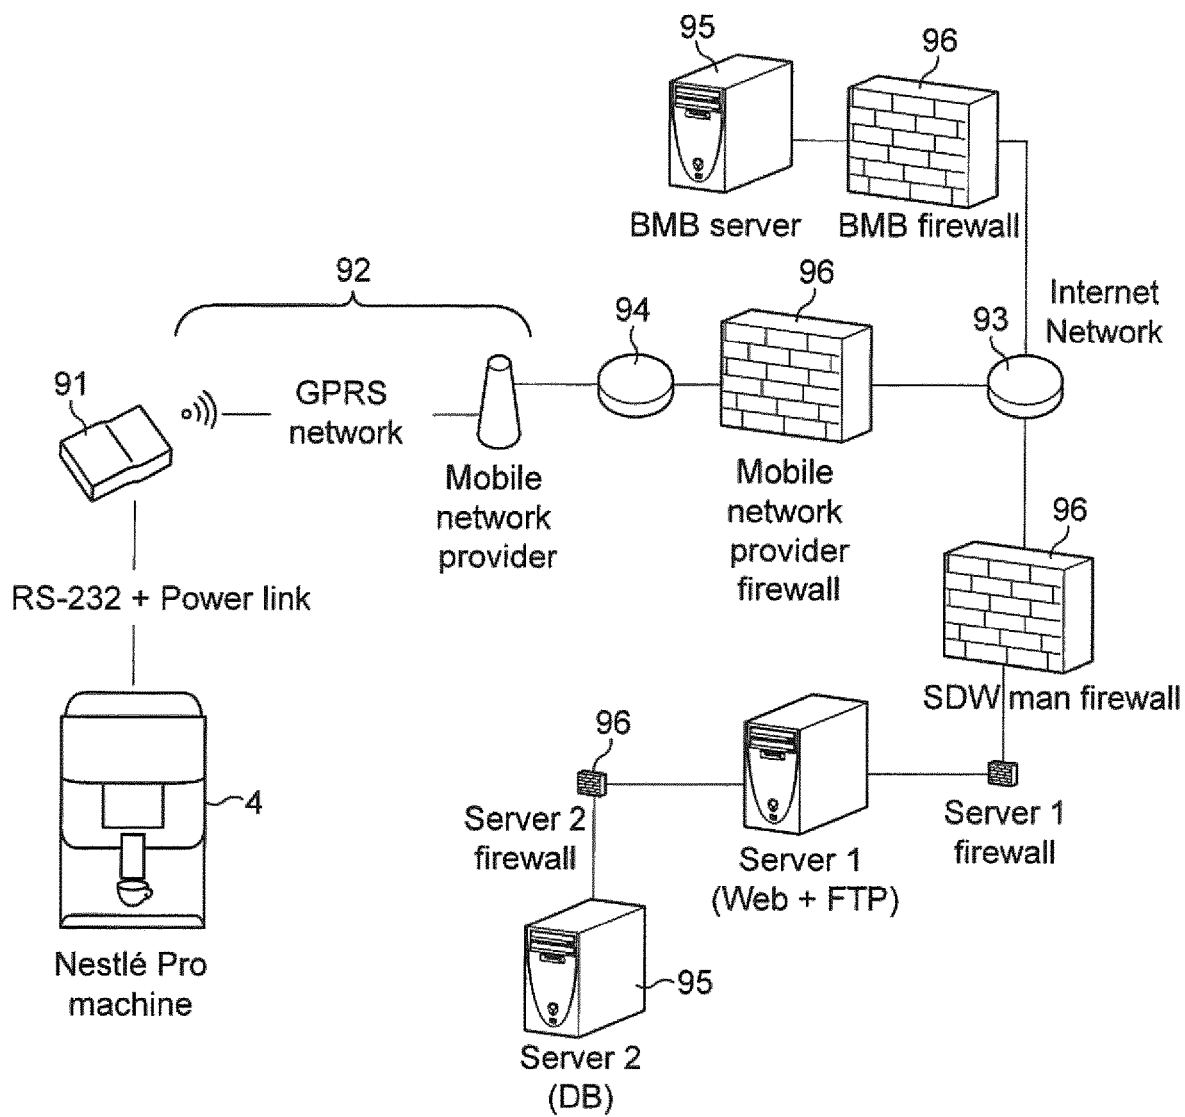 95
96
BMB server
BMB firewall
92
96
94
93
Internet
Network
91
GPRS
network
Mobile
network
provider
Mobile
network
provider
firewall
96
RS-232 + Power link
SDW man firewall
96
4
Server 2
firewall
Server 1
firewall
Server 1
(Web + FTP)
Nestlé Pro
machine
95
Server 2
(DB)